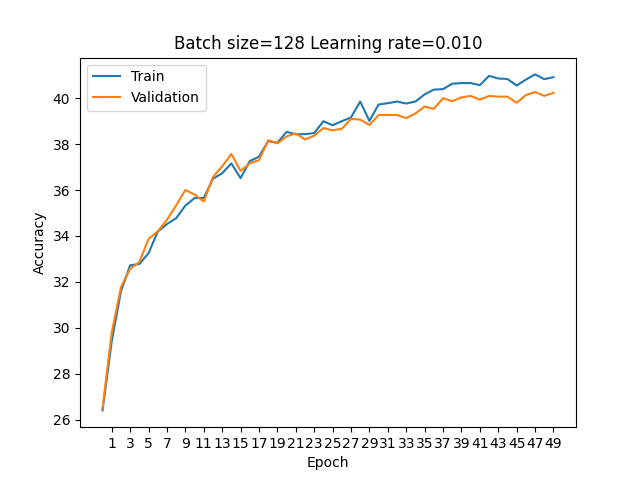 Batch size=128 Learning rate=0.010
Train
Validation
Accuracy
40
38
36
34
32
30
28
26
1 3 5 7 9 11 13 15 17 19 21 23 25 27 29 31 33 35 37 39 41 43 45 47 49
Epoch